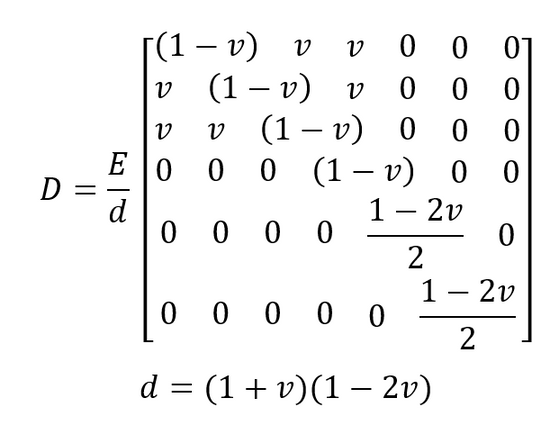 (1 − v) v v 0 0 0
v (1 − v) v 0 0 0
v v (1 − v) 0 0 0
D = E/d [0 0 0 (1 − v) 0 0
0 0 0 0 (1 − 2v)/2 0
0 0 0 0 0 (1 − 2v)/2]
d = (1 + v)(1 − 2v)